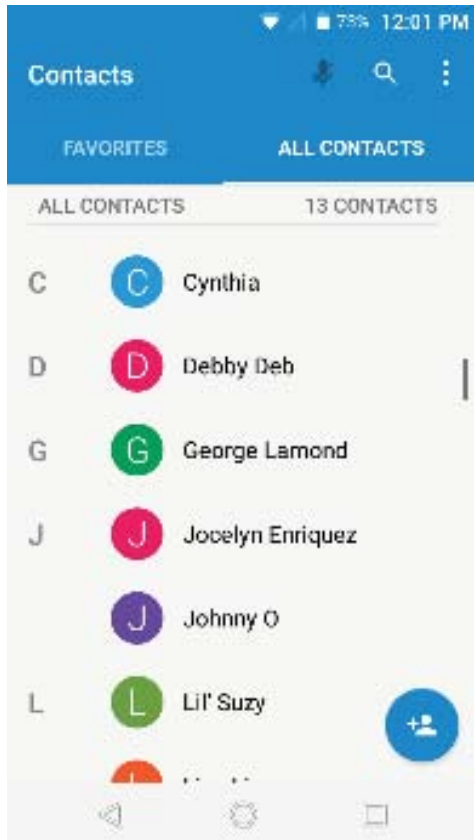 73% 12:01 PM
Contacts
FAVORITES ALL CONTACTS
ALL CONTACTS 13 CONTACTS
C C Cynthia
D D Debby Deb
G G George Lamond
J J Jocelyn Enriquez
J Johnny O
L L Lil' Suzy